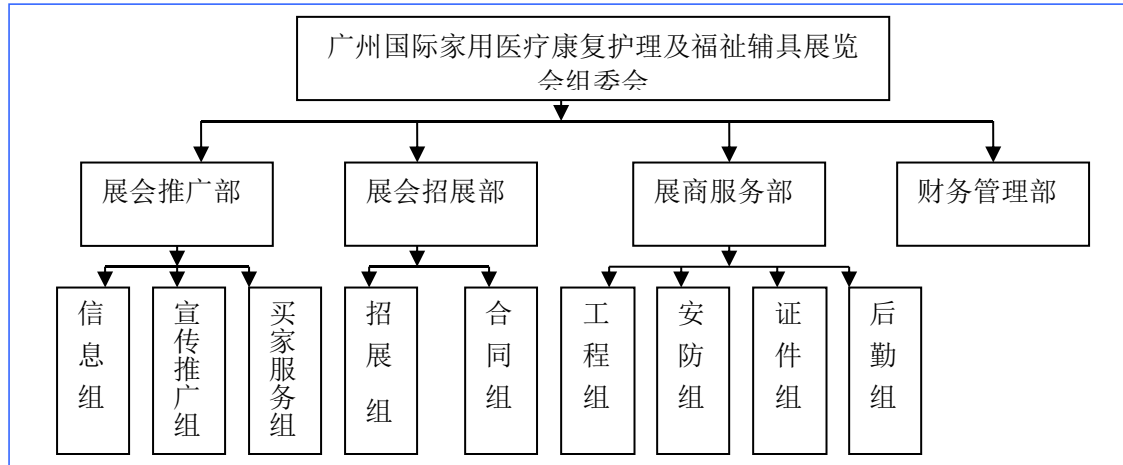 广州国际家用医疗康复护理及福祉辅具展览
会组委会
展会推广部
展会招展部
展商服务部
财务管理部
信息组
宣传推广组
买家服务组
招展组
合同组
工程组
安防组
证件组
后勤组